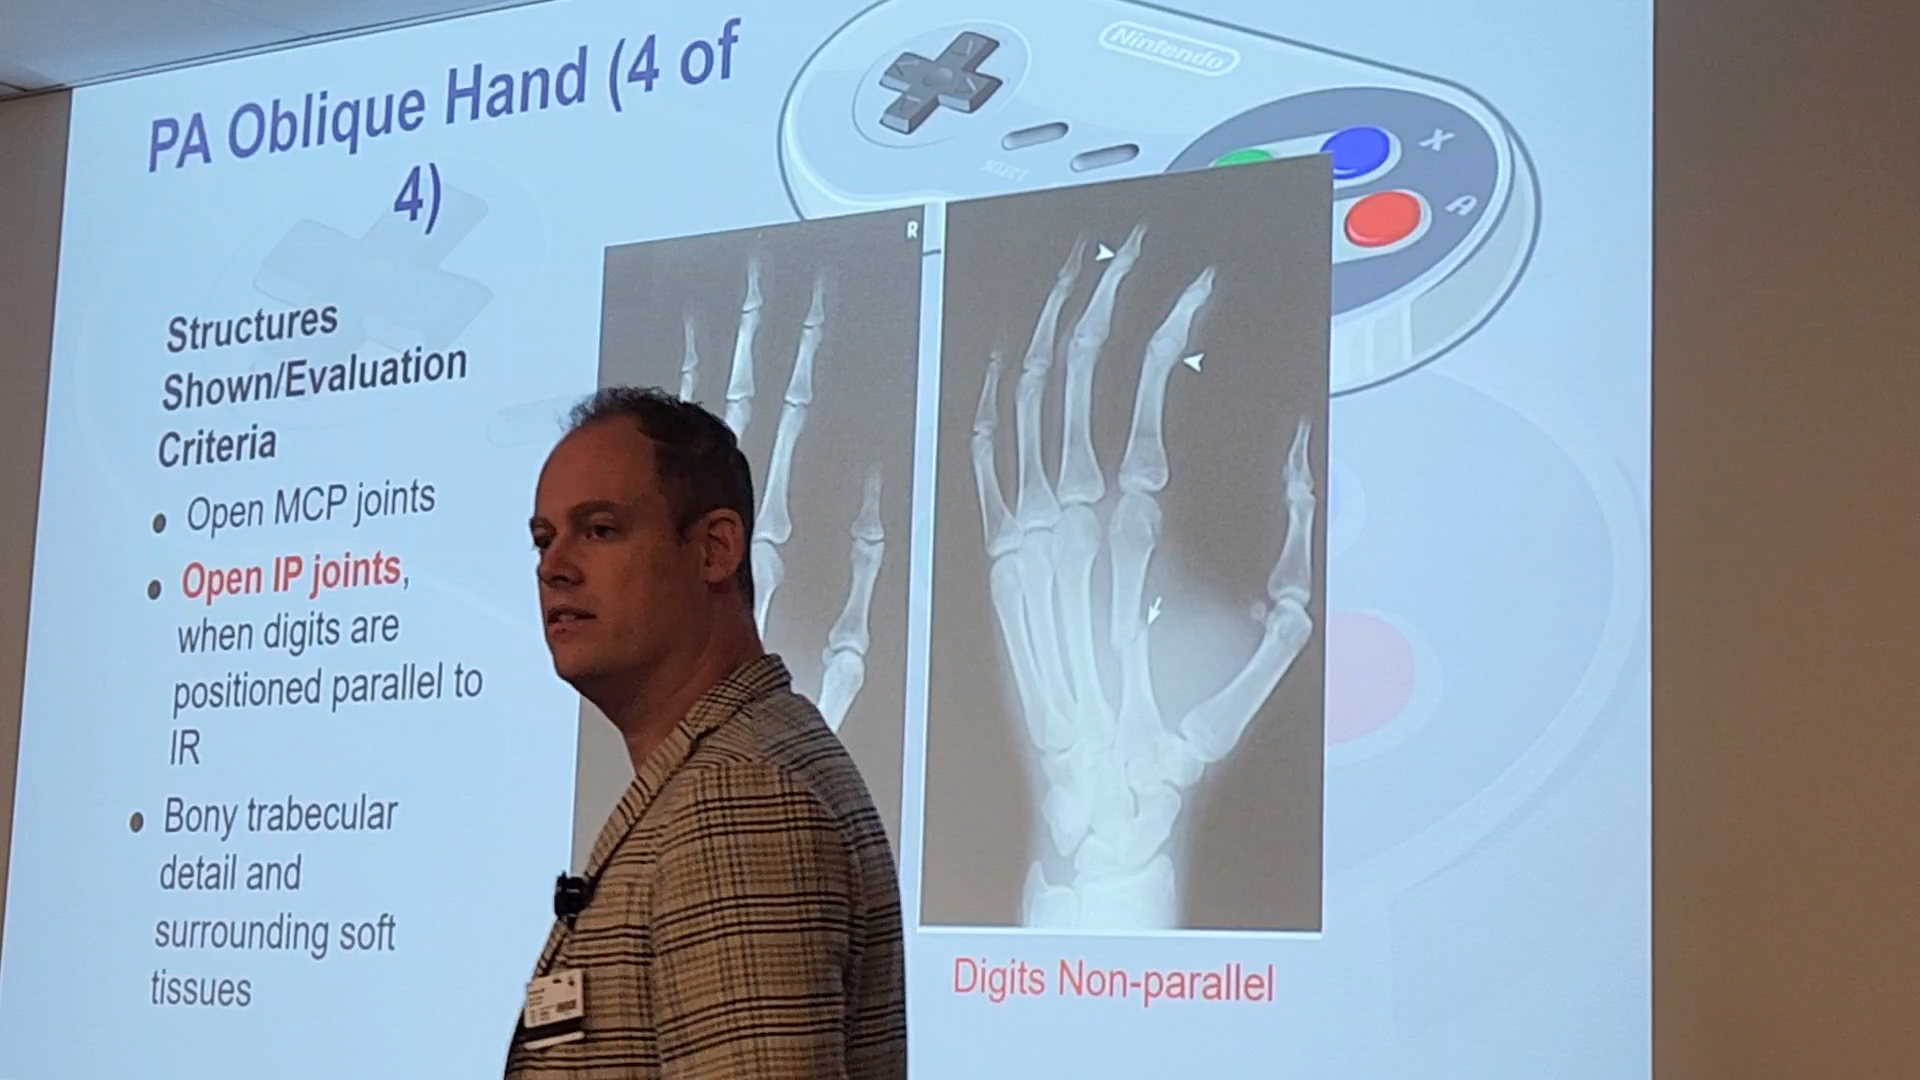 PA Oblique Hand (4 of
4)
Structures
Shown/Evaluation
Criteria
Open MCP joints
Open IP joints,
when digits are
positioned parallel to
IR
Bony trabecular
detail and
surrounding soft
tissues
Nintendo
SELECT
X
A
R
Digits Non-parallel